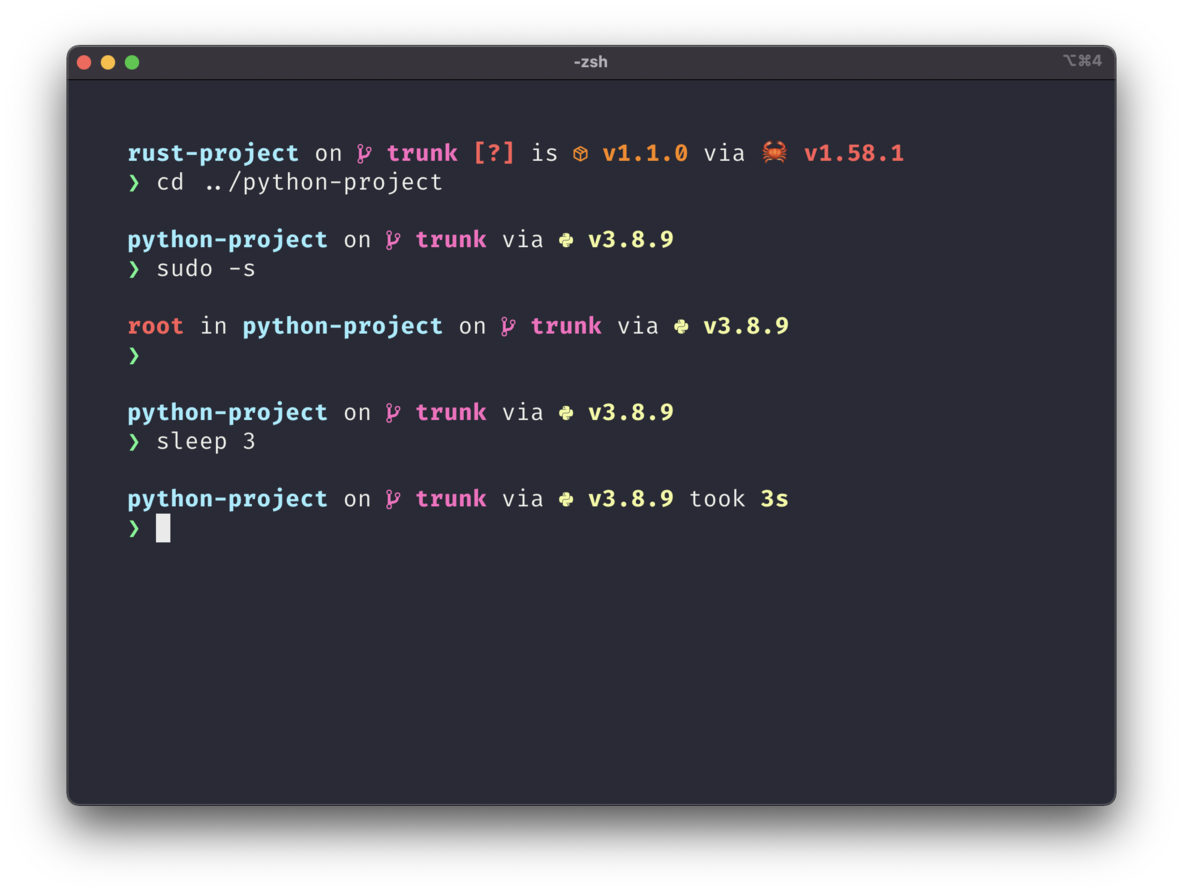 -zsh ⌥⌘4
rust-project on trunk [?] is 📦 v1.1.0 via 🦀 v1.58.1
❯ cd ../python-project
python-project on trunk via v3.8.9
❯ sudo -s
root in python-project on trunk via v3.8.9
❯
python-project on trunk via v3.8.9
❯ sleep 3
python-project on trunk via v3.8.9 took 3s
❯